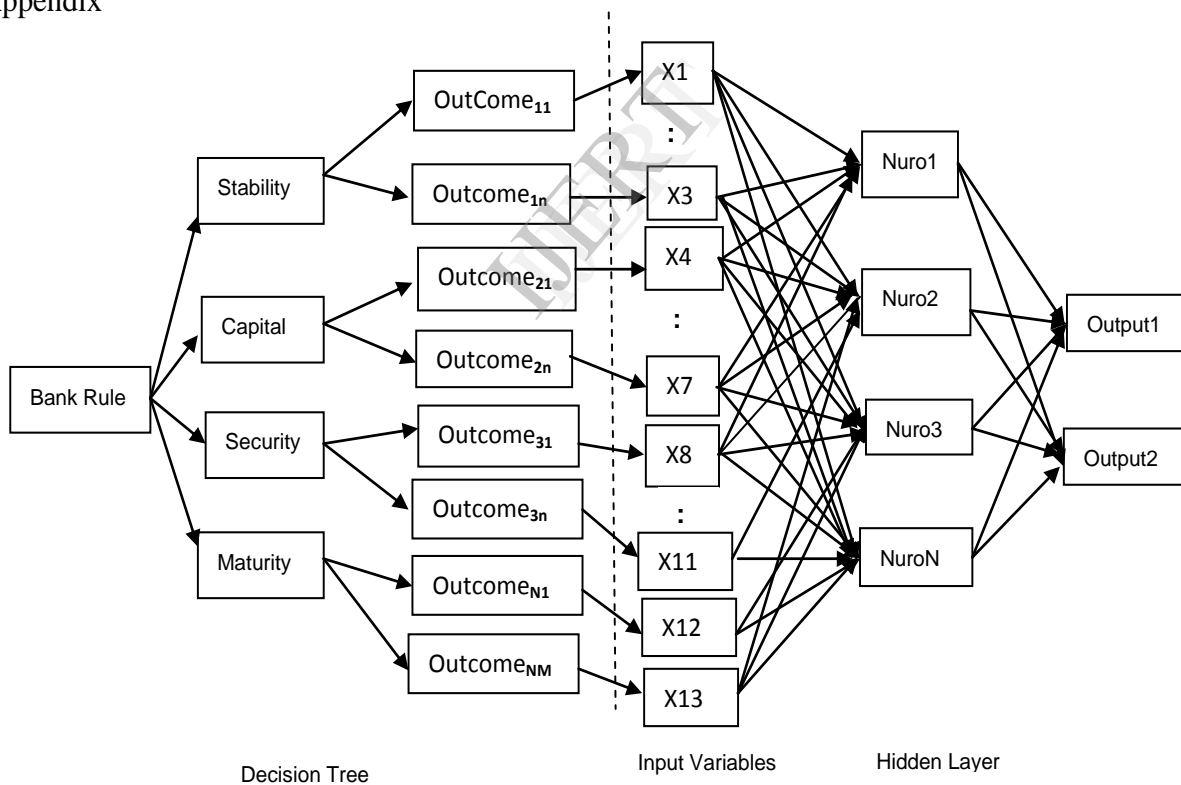 Appendix
Bank Rule
Stability
Capital
Security
Maturity
OutCome11
Outcome1n
Outcome21
Outcome2n
Outcome31
Outcome3n
OutcomeN1
OutcomeNM
X1
:
X3
X4
:
X7
X8
:
X11
X12
X13
Nuro1
Nuro2
Nuro3
NuroN
Output1
Output2
IJERT
Decision Tree
Input Variables
Hidden Layer